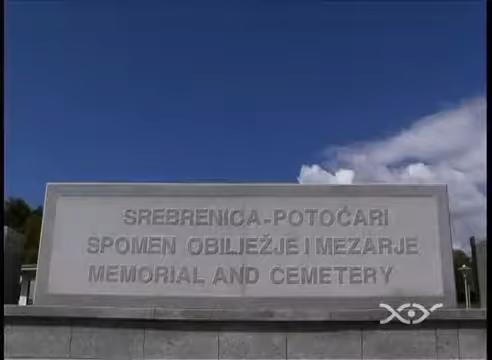 SREBRENICA-POTOČARI
SPOMEN OBILJEŽJE I MEZARJE
MEMORIAL AND CEMETERY